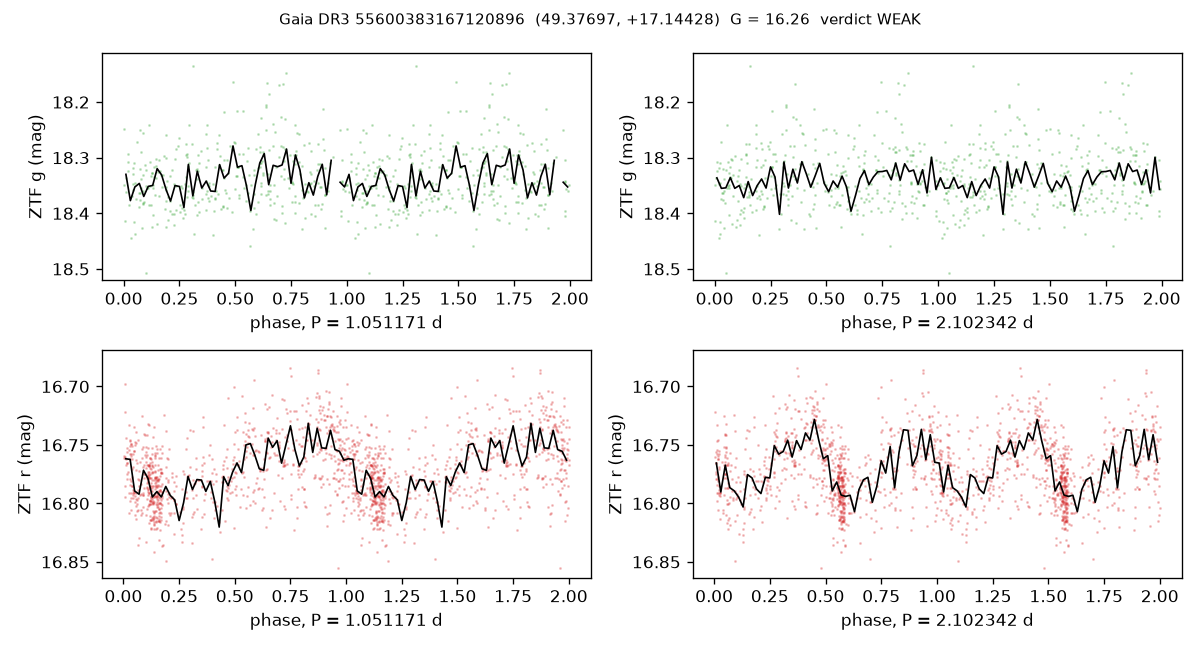 Gaia DR3 55600383167120896  (49.37697, +17.14428)  G = 16.26  verdict WEAK
ZTF g (mag)
18.2
18.3
18.4
18.5
0.00 0.25 0.50 0.75 1.00 1.25 1.50 1.75 2.00
phase, P = 1.051171 d
ZTF g (mag)
18.2
18.3
18.4
18.5
0.00 0.25 0.50 0.75 1.00 1.25 1.50 1.75 2.00
phase, P = 2.102342 d
ZTF r (mag)
16.70
16.75
16.80
16.85
0.00 0.25 0.50 0.75 1.00 1.25 1.50 1.75 2.00
phase, P = 1.051171 d
ZTF r (mag)
16.70
16.75
16.80
16.85
0.00 0.25 0.50 0.75 1.00 1.25 1.50 1.75 2.00
phase, P = 2.102342 d